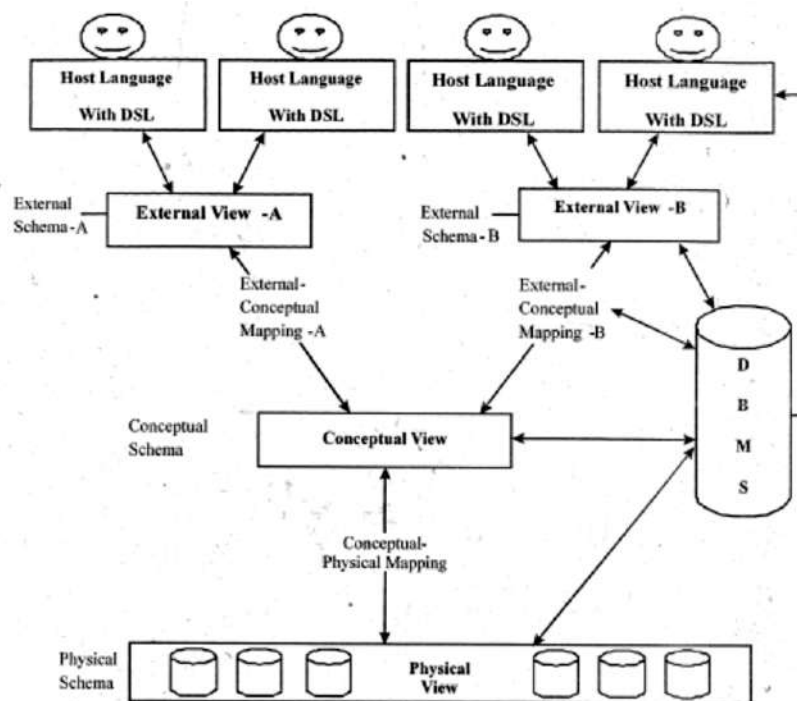 Host Language
With DSL
Host Language
With DSL
Host Language
With DSL
Host Language
With DSL
External
Schema-A
External View -A
External
Schema-B
External View -B
External-
Conceptual
Mapping -A
External-
Conceptual
Mapping -B
D
B
M
S
Conceptual
Schema
Conceptual View
Conceptual-
Physical Mapping
Physical
Schema
Physical
View